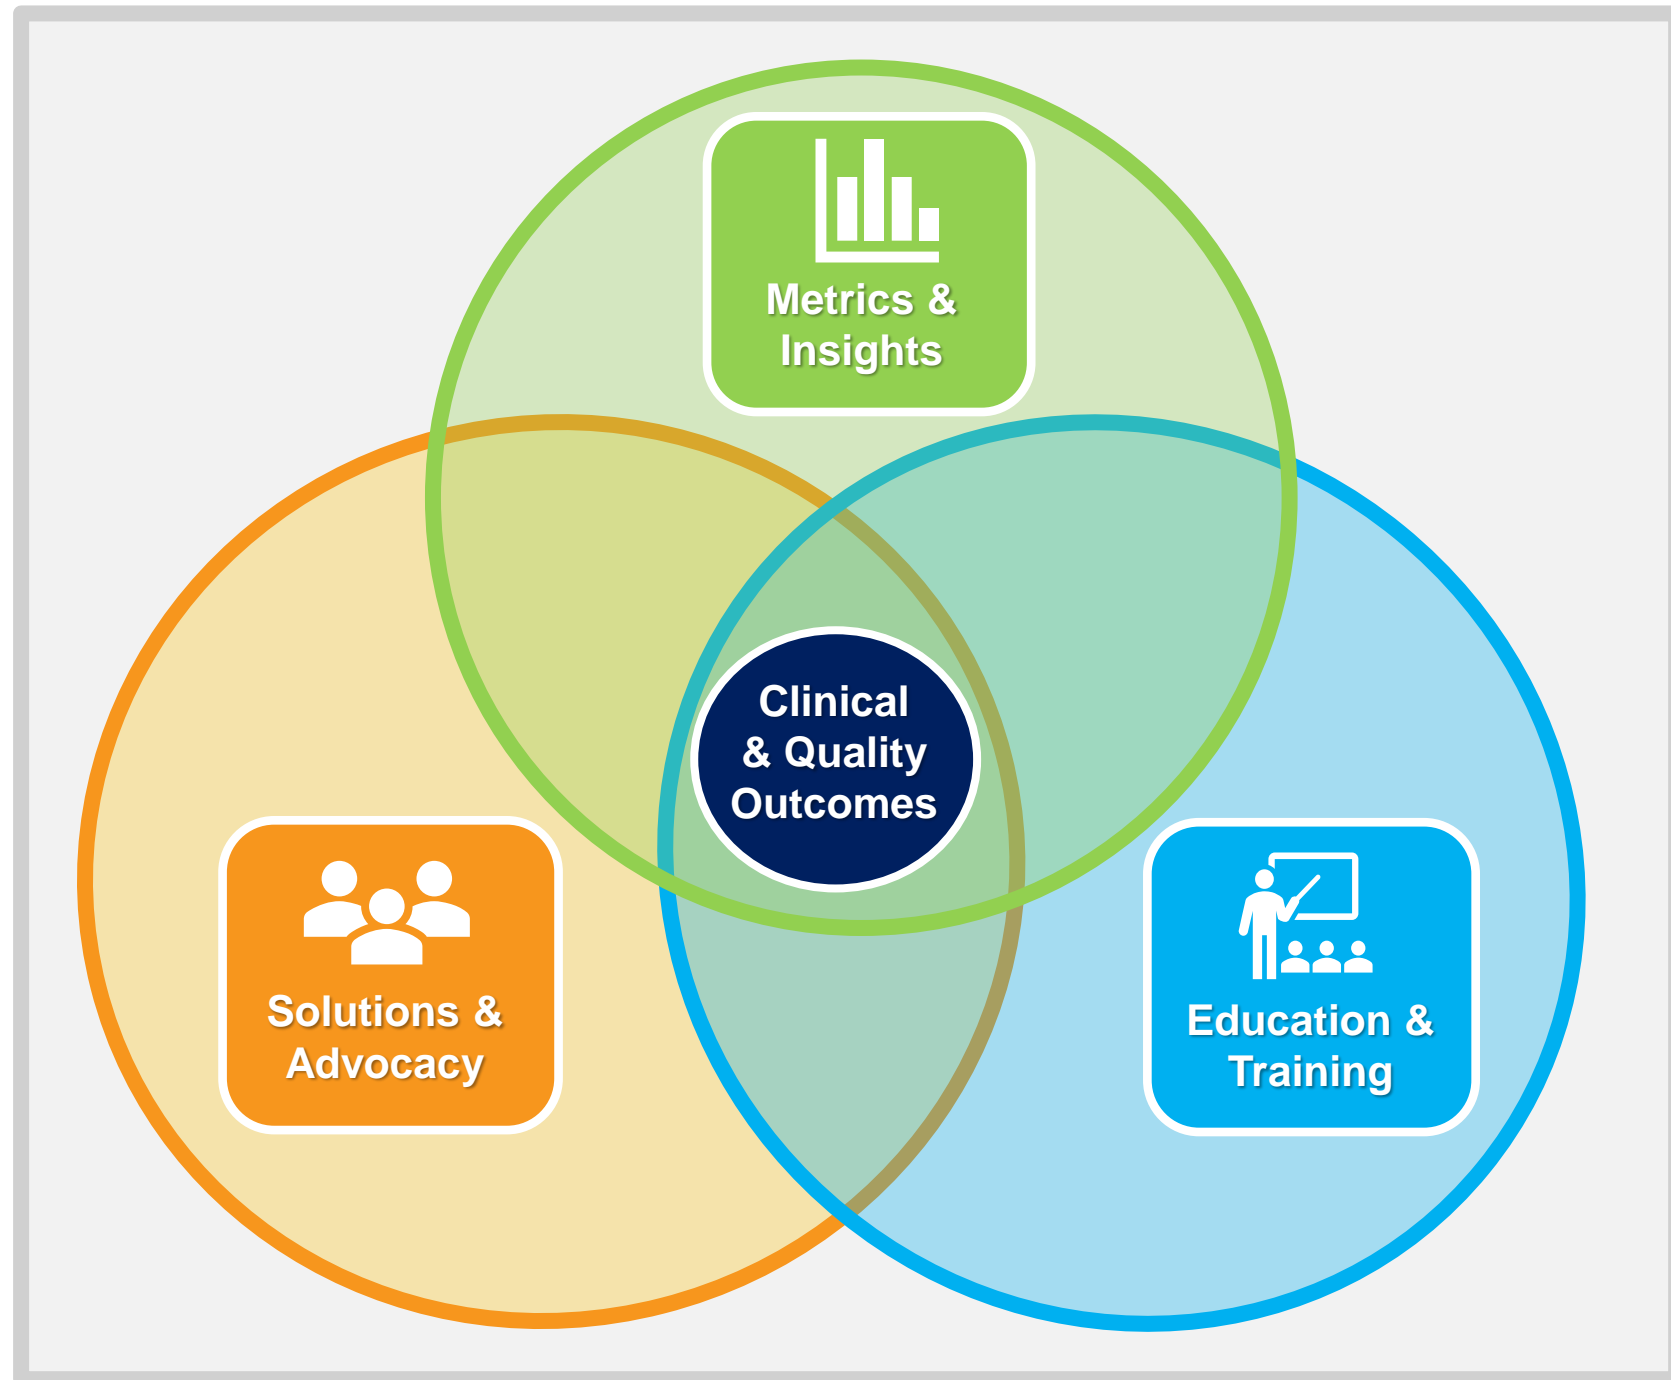 Metrics &
Insights
Clinical
& Quality
Outcomes
Solutions &
Advocacy
Education &
Training